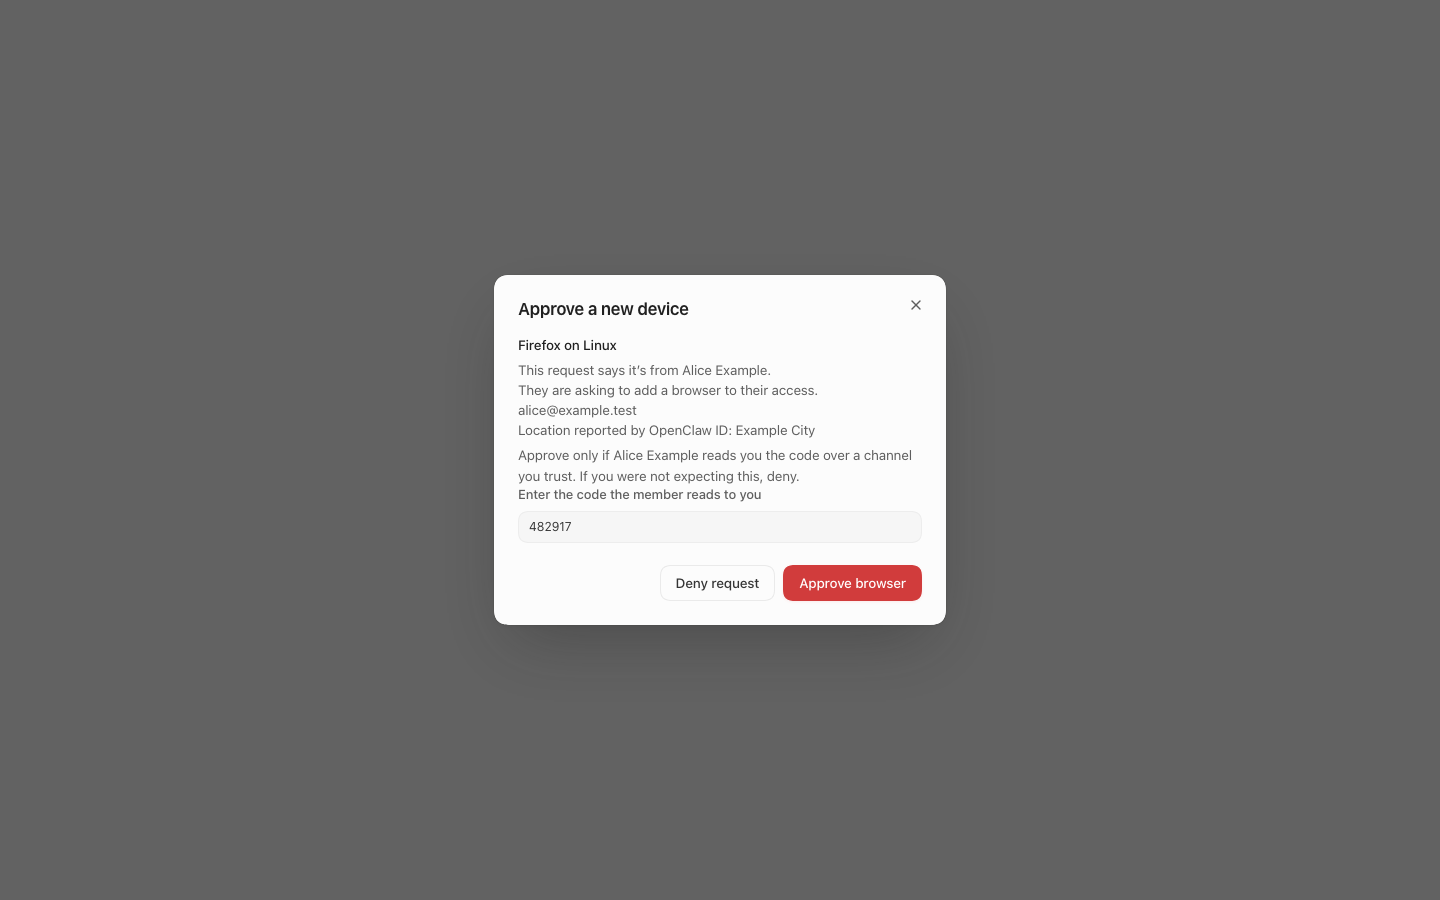 Approve a new device
Firefox on Linux
This request says it’s from Alice Example.
They are asking to add a browser to their access.
alice@example.test
Location reported by OpenClaw ID: Example City
Approve only if Alice Example reads you the code over a channel
you trust. If you were not expecting this, deny.
Enter the code the member reads to you
482917
Deny request
Approve browser